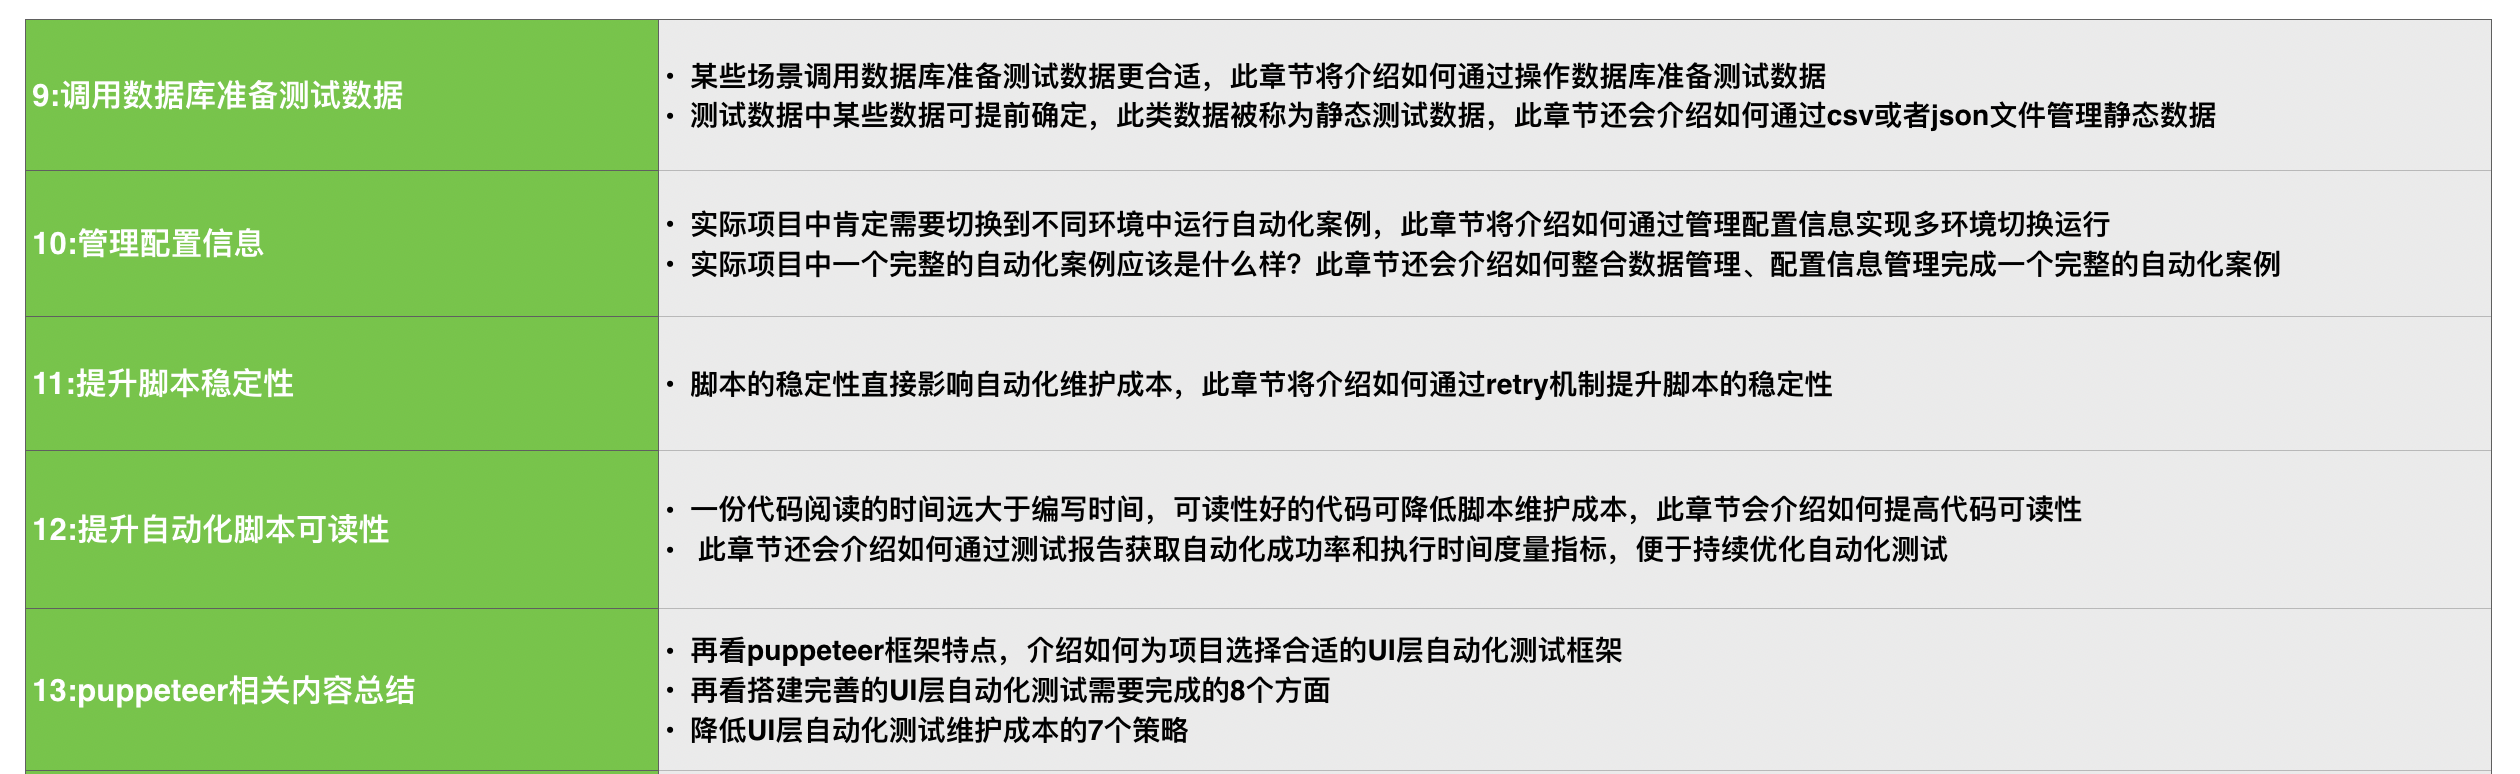 9:调用数据库准备测试数据
• 某些场景调用数据库准备测试数据更合适，此章节将介绍如何通过操作数据库准备测试数据
• 测试数据中某些数据可提前确定，此类数据被称为静态测试数据，此章节还会介绍如何通过csv或者json文件管理静态数据
10:管理配置信息
• 实际项目中肯定需要切换到不同环境中运行自动化案例，此章节将介绍如何通过管理配置信息实现多环境切换运行
• 实际项目中一个完整的自动化案例应该是什么样？此章节还会介绍如何整合数据管理、配置信息管理完成一个完整的自动化案例
11:提升脚本稳定性
• 脚本的稳定性直接影响自动化维护成本，此章节将介绍如何通过retry机制提升脚本的稳定性
12:提升自动化脚本可读性
• 一份代码阅读的时间远大于编写时间，可读性好的代码可降低脚本维护成本，此章节会介绍如何提高代码可读性
• 此章节还会介绍如何通过测试报告获取自动化成功率和执行时间度量指标，便于持续优化自动化测试
13:puppeteer相关内容总结
• 再看puppeteer框架特点，介绍如何为项目选择合适的UI层自动化测试框架
• 再看搭建完善的UI层自动化测试需要完成的8个方面
• 降低UI层自动化测试维护成本的7个策略